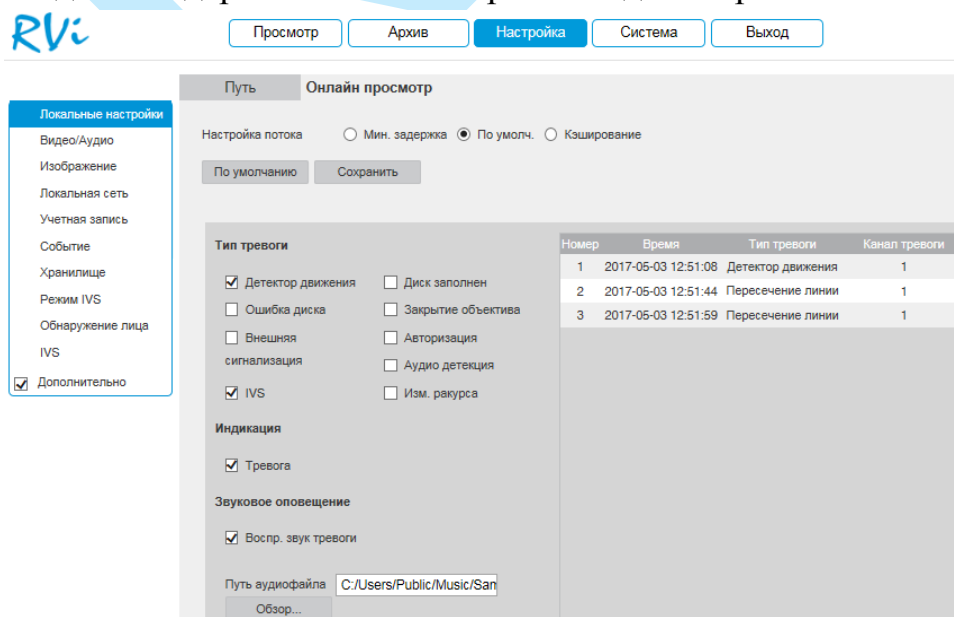 RVi
Просмотр Архив Настройка Система Выход
Путь Онлайн просмотр
Локальные настройки
Видео/Аудио
Изображение
Локальная сеть
Учетная запись
Событие
Хранилище
Режим IVS
Обнаружение лица
IVS
Дополнительно
Настройка потока Мин. задержка По умолч. Кэширование
По умолчанию Сохранить
Тип тревоги
Детектор движения Диск заполнен
Ошибка диска Закрытие объектива
Внешняя сигнализация Авторизация
Аудио детекция
IVS Изм. ракурса
Индикация
Тревога
Звуковое оповещение
Воспр. звук тревоги
Путь аудиофайла C:/Users/Public/Music/San
Обзор...
Номер Время Тип тревоги Канал тревоги
1 2017-05-03 12:51:08 Детектор движения 1
2 2017-05-03 12:51:44 Пересечение линии 1
3 2017-05-03 12:51:59 Пересечение линии 1